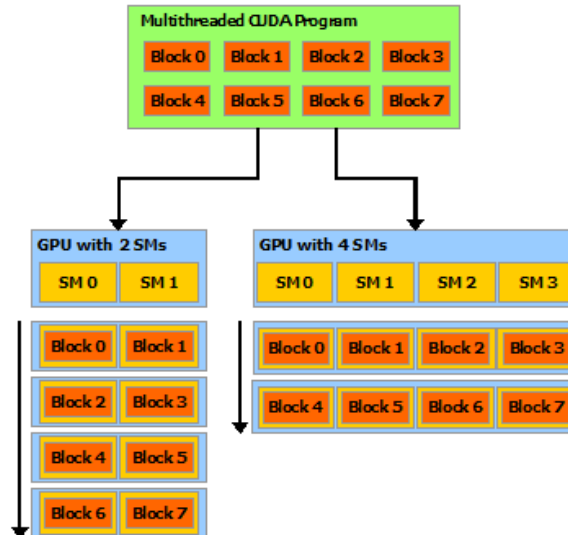 Multithreaded CUDA Program
Block 0 Block 1 Block 2 Block 3
Block 4 Block 5 Block 6 Block 7
GPU with 2 SMs
SM 0 SM 1
Block 0 Block 1
Block 2 Block 3
Block 4 Block 5
Block 6 Block 7
GPU with 4 SMs
SM 0 SM 1 SM 2 SM 3
Block 0 Block 1 Block 2 Block 3
Block 4 Block 5 Block 6 Block 7